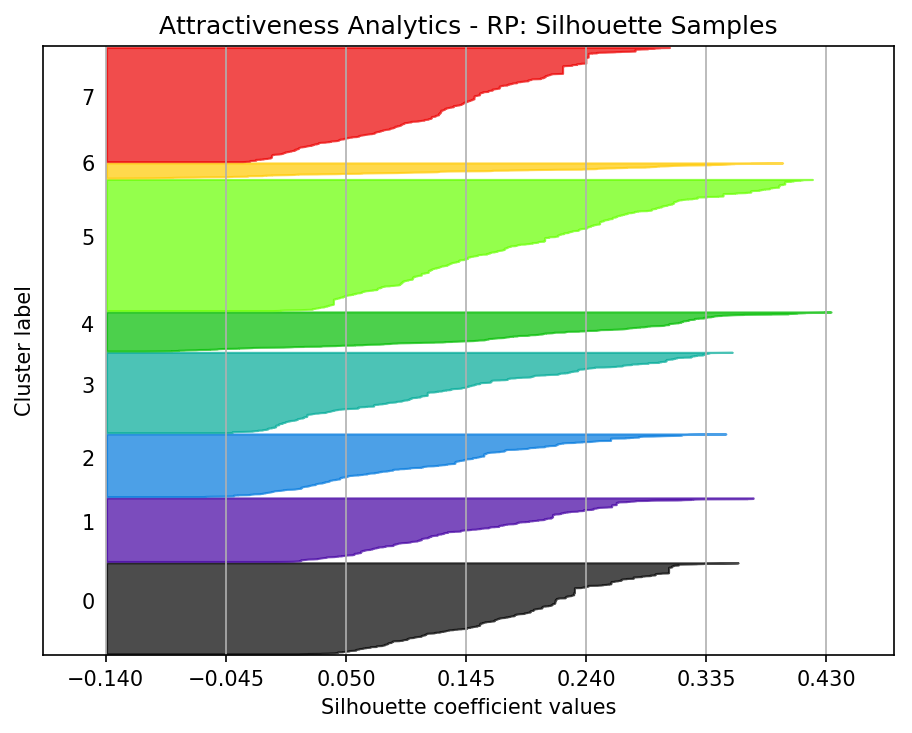 Attractiveness Analytics - RP: Silhouette Samples
7
6
5
4
3
2
1
0
Cluster label
−0.140 −0.045 0.050 0.145 0.240 0.335 0.430
Silhouette coefficient values